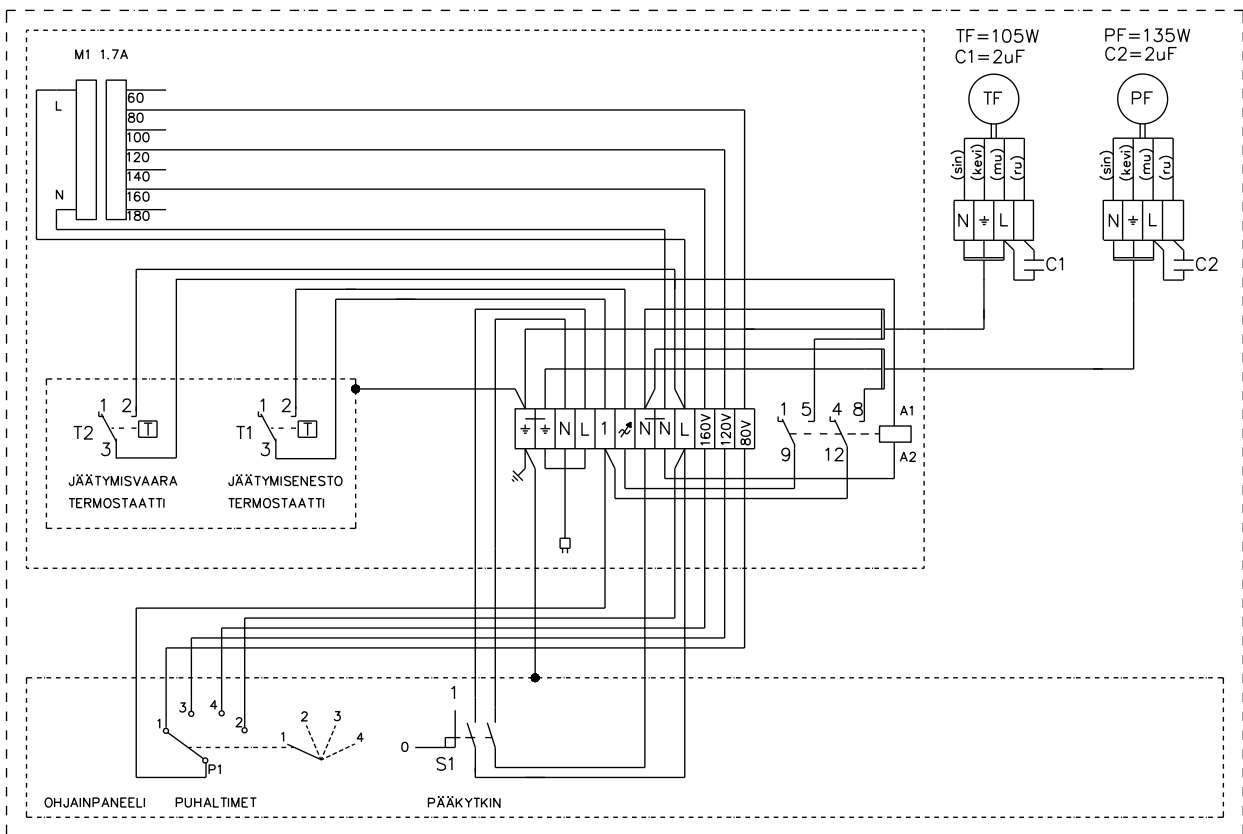 TF=105W
C1=2uF
PF=135W
C2=2uF
M1 1.7A
L
60
80
100
120
140
160
180
N
TF
PF
(sin)
(kevi)
(mu)
(ru)
(sin)
(kevi)
(mu)
(ru)
N
L
N
L
C1
C2
1
2
T2
T
3
JÄÄTYMISVAARA
TERMOSTAATTI
1
2
T1
T
3
JÄÄTYMISENESTO
TERMOSTAATTI
N
L
1
N
N
L
160V
120V
80V
1
5
4
8
9
12
A1
A2
1
3
4
2
P1
1
2
3
4
1
0
S1
OHJAINPANEELI
PUHALTIMET
PÄÄKYTKIN